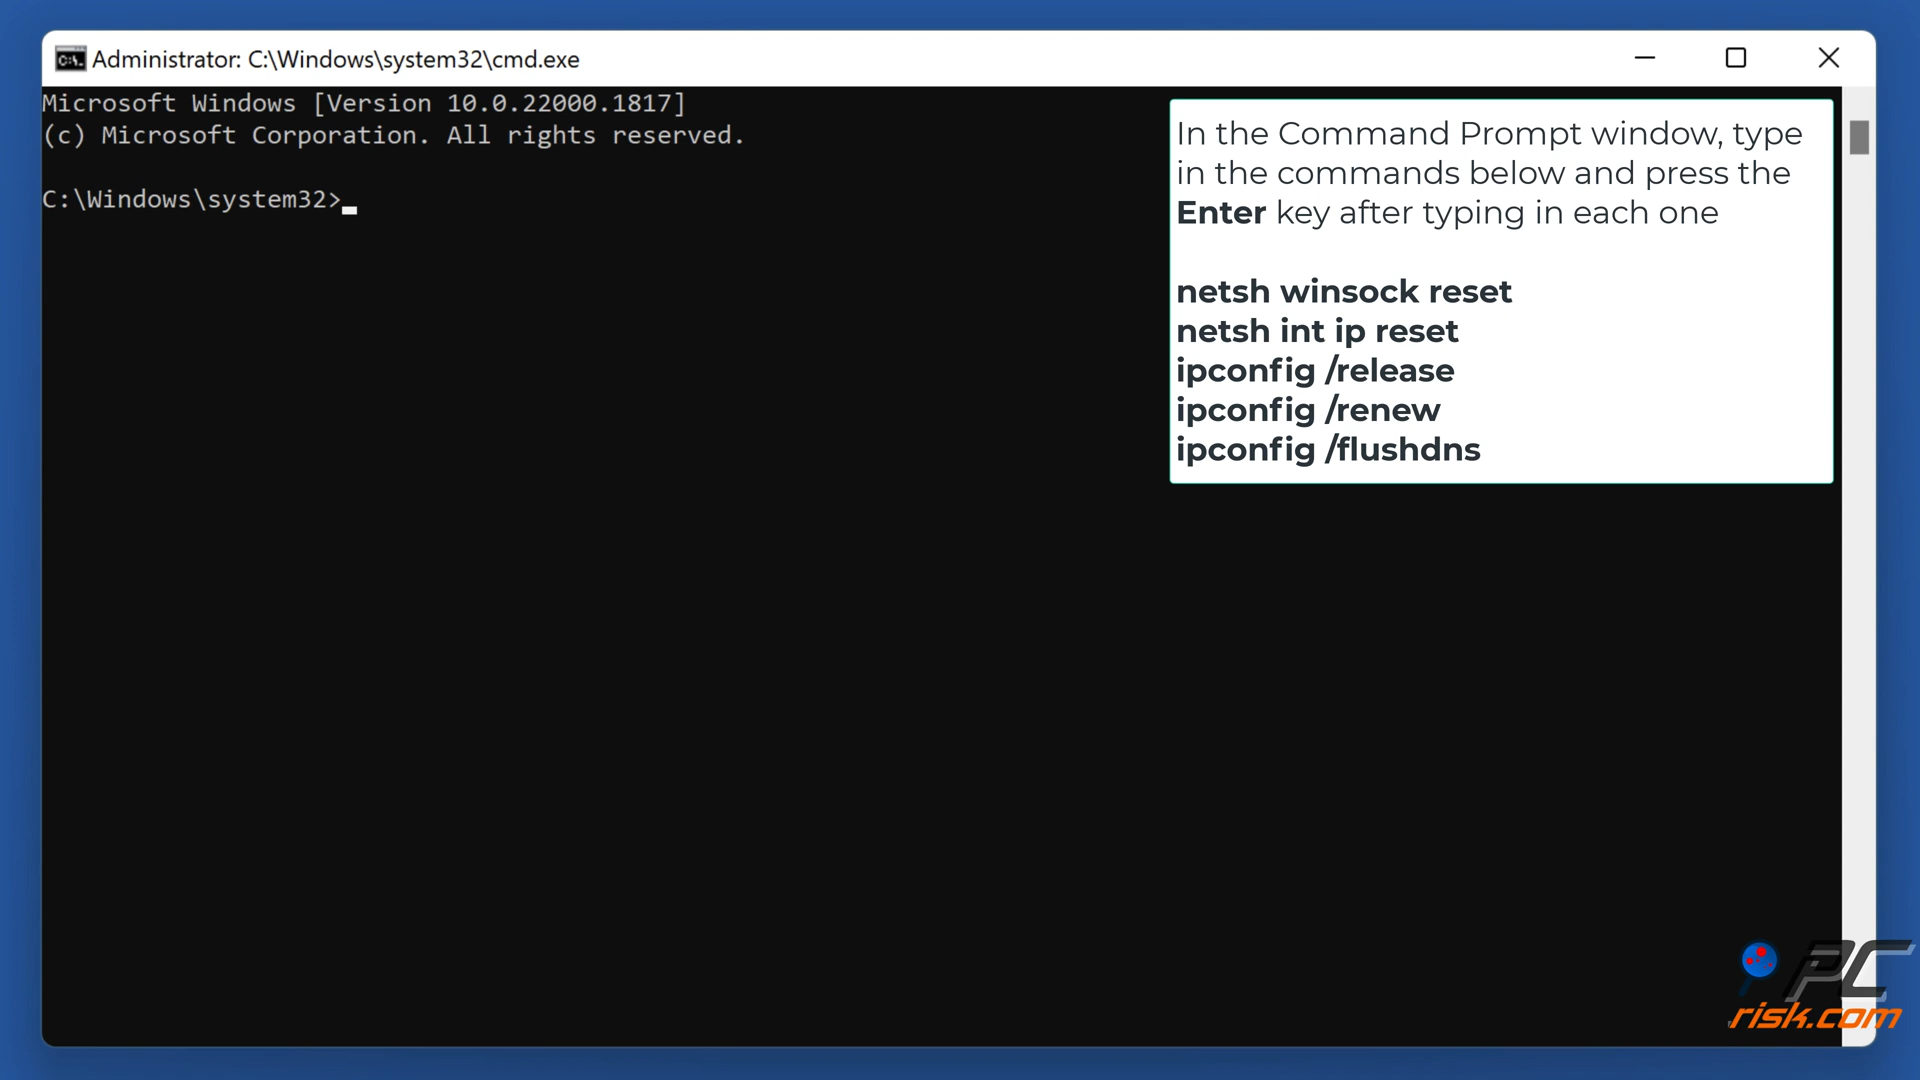 Administrator: C:\Windows\system32\cmd.exe
Microsoft Windows [Version 10.0.22000.1817]
(c) Microsoft Corporation. All rights reserved.
C:\Windows\system32>
In the Command Prompt window, type
in the commands below and press the
Enter key after typing in each one
netsh winsock reset
netsh int ip reset
ipconfig /release
ipconfig /renew
ipconfig /flushdns
PC
risk.com